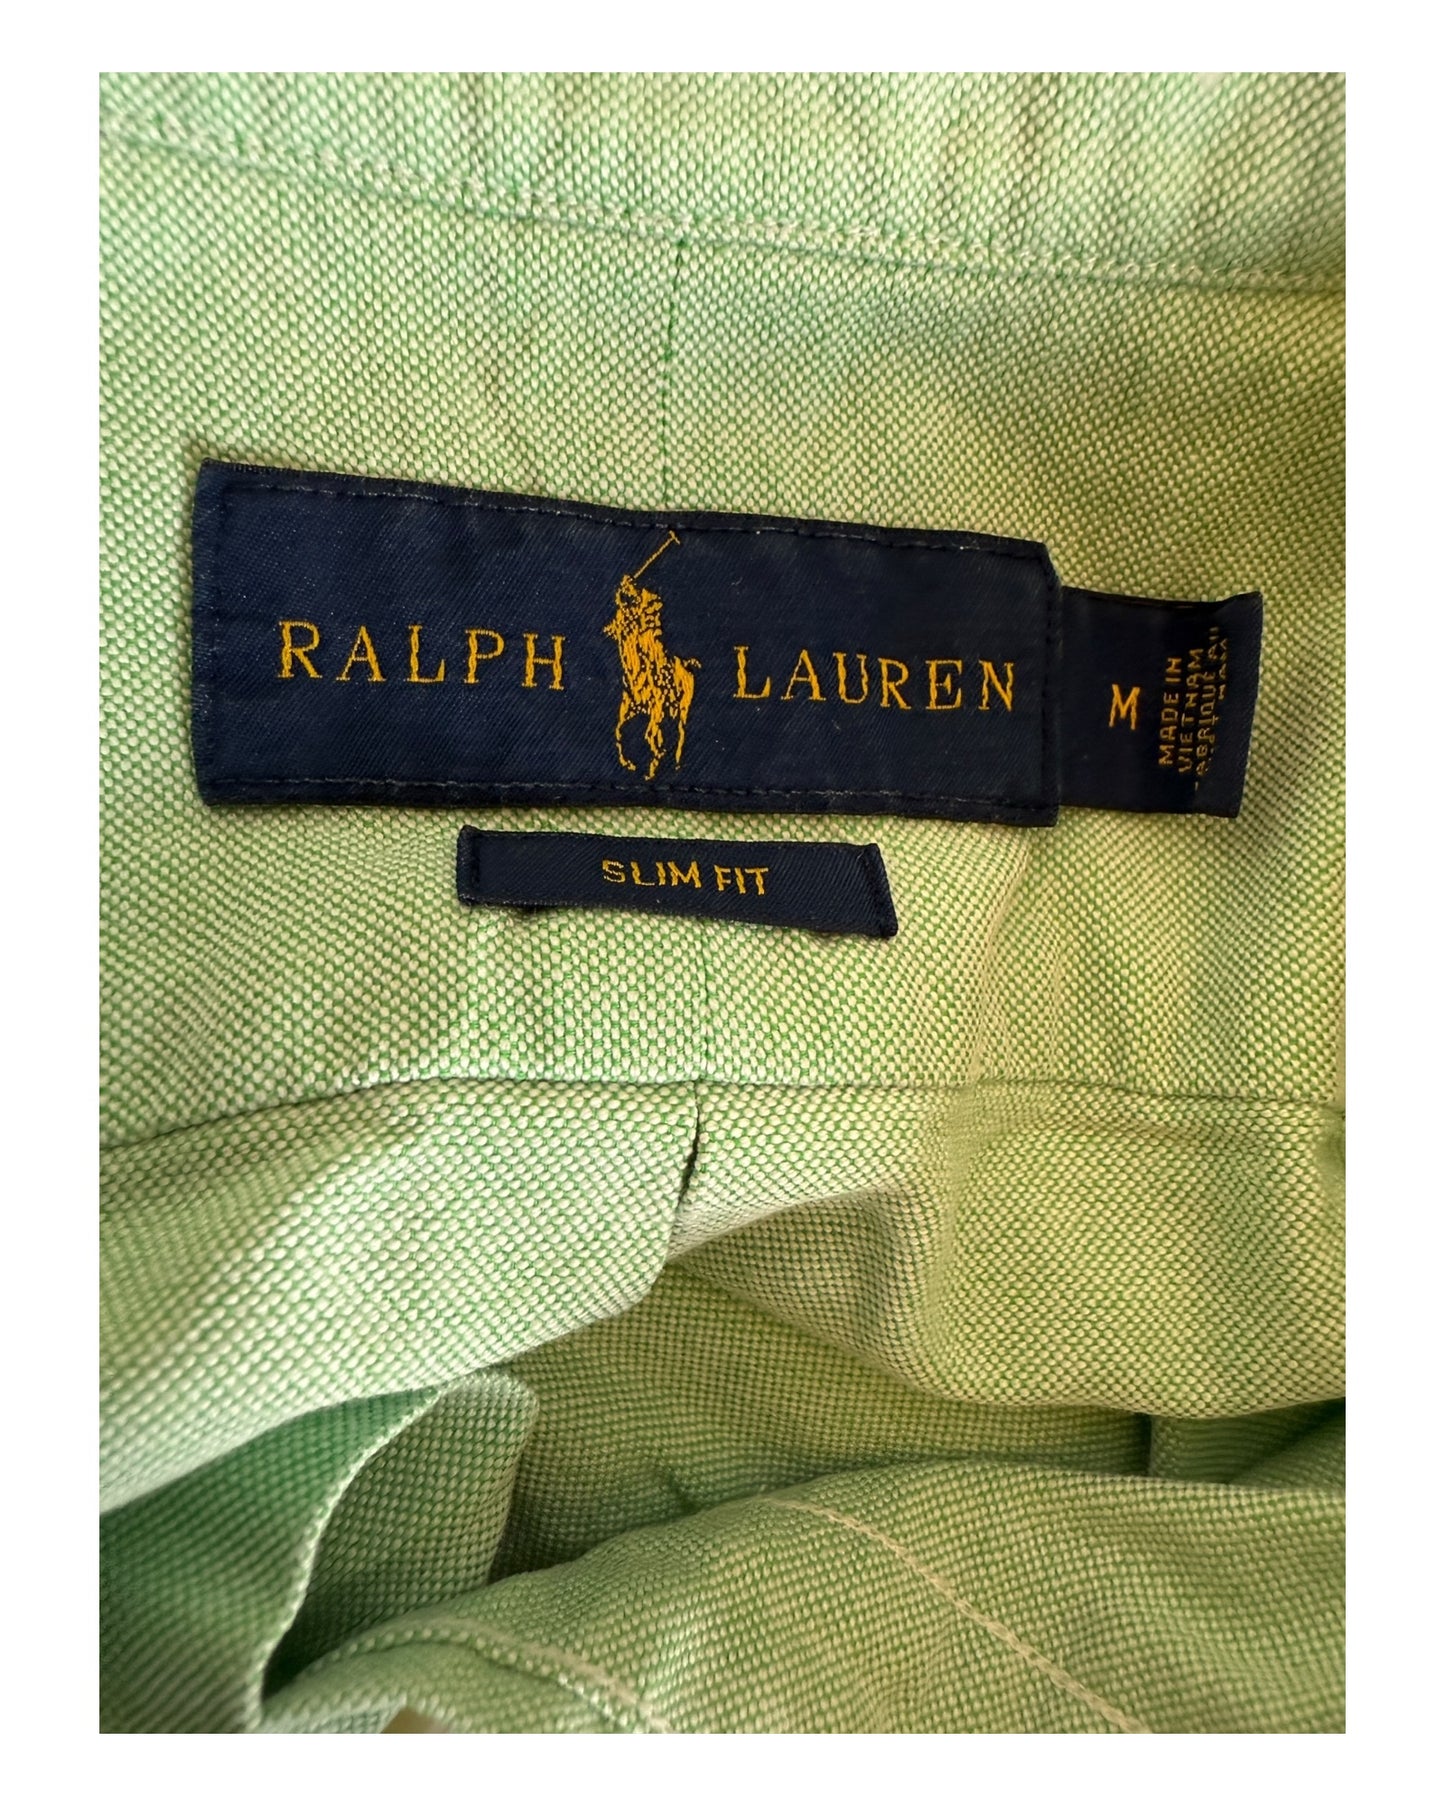 RALPH LAUREN
M
MADE IN
VIETNAM
SLIM FIT